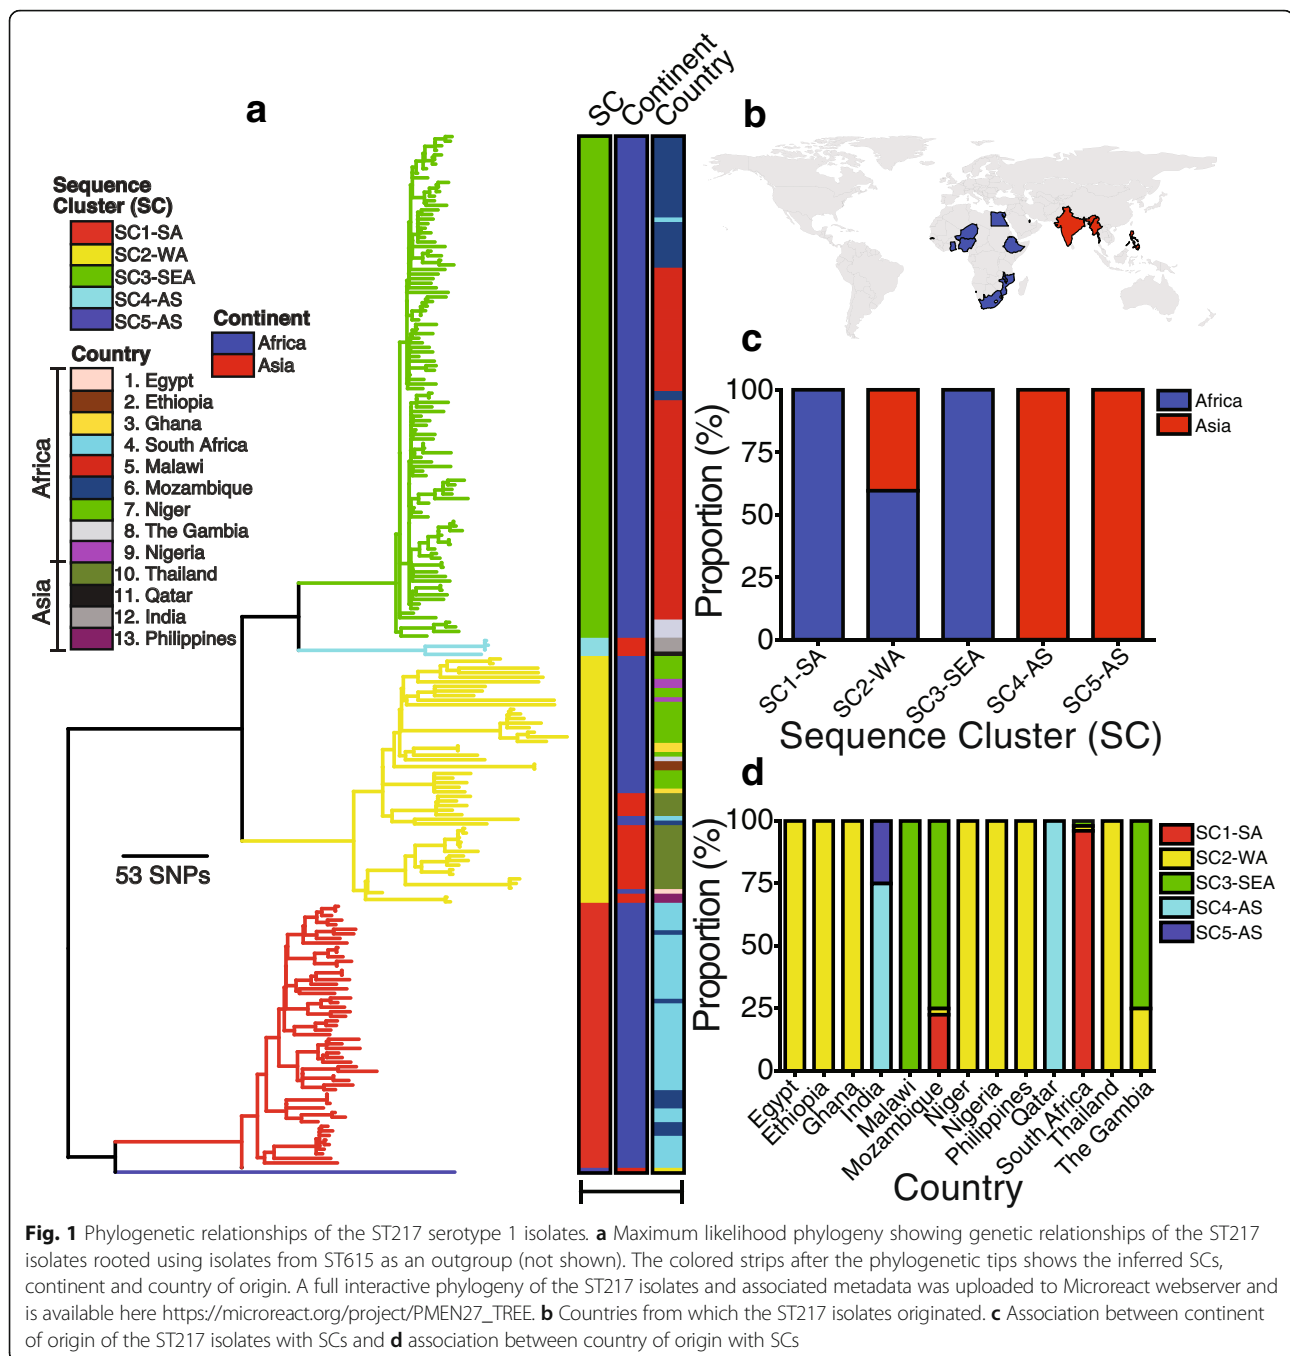 a
SC
Continent
Country
Sequence
Cluster (SC)
SC1-SA
SC2-WA
SC3-SEA
SC4-AS
SC5-AS
Continent
Africa
Asia
Country
Africa
1. Egypt
2. Ethiopia
3. Ghana
4. South Africa
5. Malawi
6. Mozambique
7. Niger
8. The Gambia
9. Nigeria
Asia
10. Thailand
11. Qatar
12. India
13. Philippines
53 SNPs
b
c
Proportion (%)
100
75
50
25
0
SC1-SA
SC2-WA
SC3-SEA
SC4-AS
SC5-AS
Sequence Cluster (SC)
Africa
Asia
d
Proportion (%)
100
75
50
25
0
Egypt
Ethiopia
Ghana
India
Malawi
Mozambique
Niger
Nigeria
Philippines
Qatar
South Africa
Thailand
The Gambia
Country
SC1-SA
SC2-WA
SC3-SEA
SC4-AS
SC5-AS
Fig. 1 Phylogenetic relationships of the ST217 serotype 1 isolates. a Maximum likelihood phylogeny showing genetic relationships of the ST217
isolates rooted using isolates from ST615 as an outgroup (not shown). The colored strips after the phylogenetic tips shows the inferred SCs,
continent and country of origin. A full interactive phylogeny of the ST217 isolates and associated metadata was uploaded to Microreact webserver and
is available here https://microreact.org/project/PMEN27_TREE. b Countries from which the ST217 isolates originated. c Association between continent
of origin of the ST217 isolates with SCs and d association between country of origin with SCs